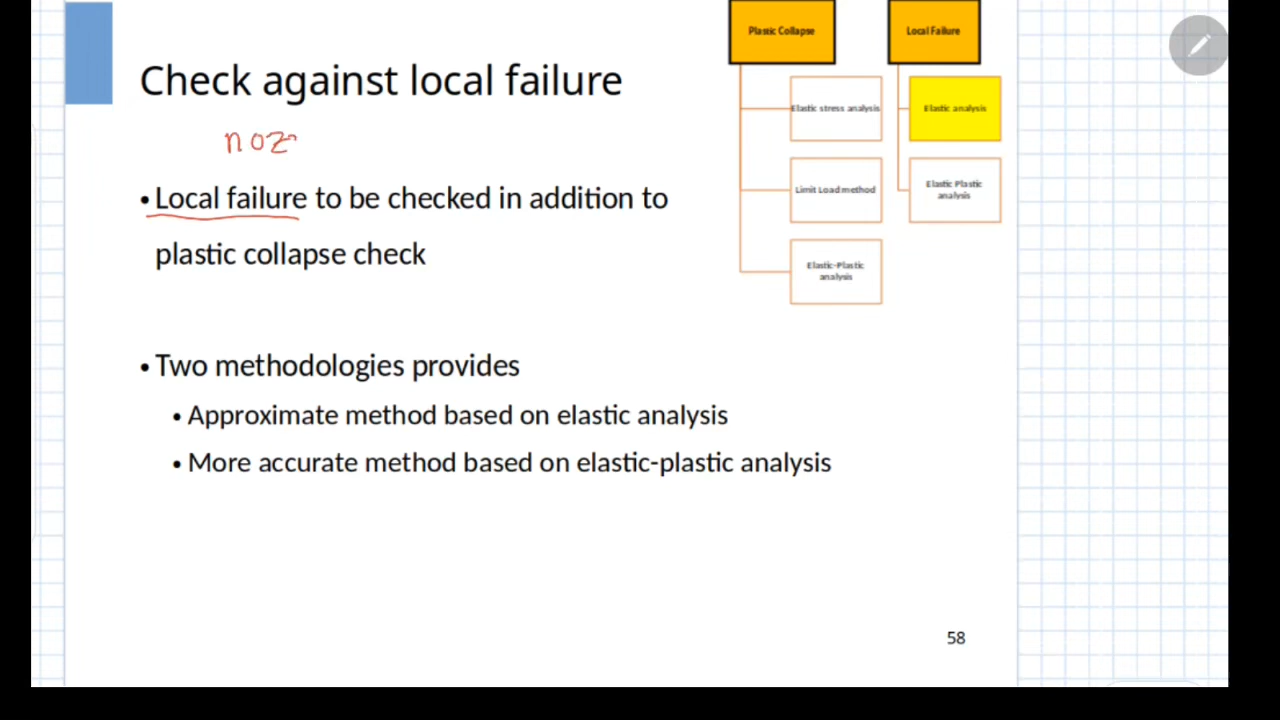 Plastic Collapse
Local Failure
Check against local failure
Elastic stress analysis
Elastic analysis
noz
• Local failure to be checked in addition to
plastic collapse check
Limit Load method
Elastic Plastic
analysis
Elastic-Plastic
analysis
• Two methodologies provides
• Approximate method based on elastic analysis
• More accurate method based on elastic-plastic analysis
58